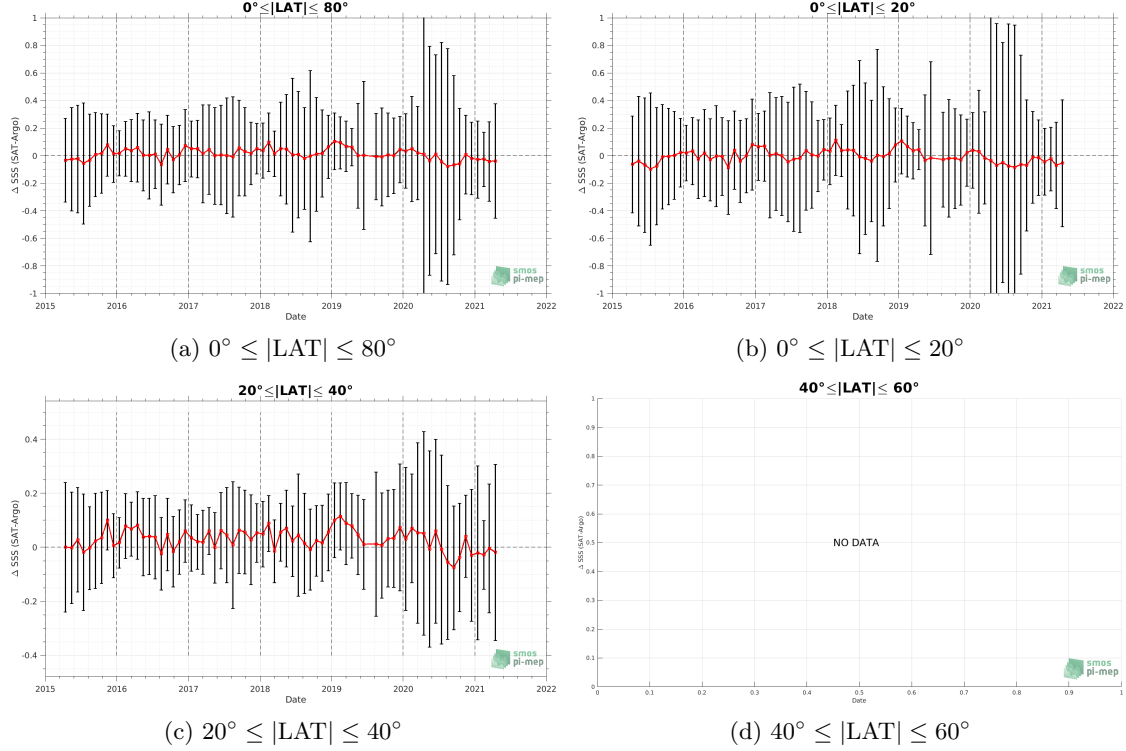 0°≤|LAT|≤ 80°
1
0.8
0.6
0.4
0.2
0
-0.2
-0.4
-0.6
-0.8
-1
Δ SSS (SAT-Argo)
2015 2016 2017 2018 2019 2020 2021 2022
Date
smos
pi-mep
(a) 0° ≤ |LAT| ≤ 80°
0°≤|LAT|≤ 20°
1
0.8
0.6
0.4
0.2
0
-0.2
-0.4
-0.6
-0.8
-1
Δ SSS (SAT-Argo)
2015 2016 2017 2018 2019 2020 2021 2022
Date
smos
pi-mep
(b) 0° ≤ |LAT| ≤ 20°
20°≤|LAT|≤ 40°
0.4
0.2
0
-0.2
-0.4
Δ SSS (SAT-Argo)
2015 2016 2017 2018 2019 2020 2021 2022
Date
smos
pi-mep
(c) 20° ≤ |LAT| ≤ 40°
40°≤|LAT|≤ 60°
1
0.9
0.8
0.7
0.6
0.5
0.4
0.3
0.2
0.1
0
Δ SSS (SAT-Argo)
NO DATA
0 0.1 0.2 0.3 0.4 0.5 0.6 0.7 0.8 0.9 1
Date
smos
pi-mep
(d) 40° ≤ |LAT| ≤ 60°